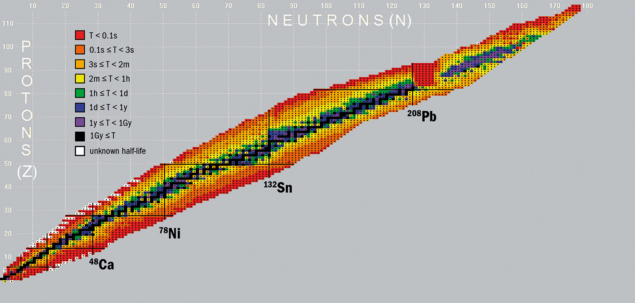 10 20 30 40 50 60 70 80 90 100 110 120 130 140 150 160 170 180
NEUTRONS (N)
110
100
90
80
70
60
50
40
30
20
10
PROTONS (Z)
T < 0.1s
0.1s ≤ T < 3s
3s ≤ T < 2m
2m ≤ T < 1h
1h ≤ T < 1d
1d ≤ T < 1y
1y ≤ T < 1Gy
1Gy ≤ T
unknown half-life
²⁰⁸Pb
¹³²Sn
⁷⁸Ni
⁴⁸Ca